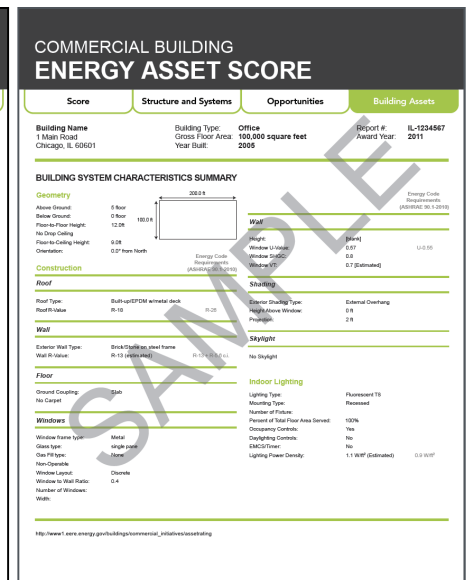 COMMERCIAL BUILDING
ENERGY ASSET SCORE
Score
Structure and Systems
Opportunities
Building Assets
Building Name
1 Main Road
Chicago, IL 60601
Building Type: Office
Gross Floor Area: 100,000 square feet
Year Built: 2005
Report #: IL-1234567
Award Year: 2011
BUILDING SYSTEM CHARACTERISTICS SUMMARY
Geometry
Above Ground: 5 floor
Below Ground: 0 floor
Floor-to-Floor Height: 12.0ft
No Drop Ceiling
Floor-to-Ceiling Height: 9.0ft
Orientation: 0.0° from North
200.0 ft
100.0 ft
Energy Code
Requirements
(ASHRAE 90.1-2010)
Construction
Roof
Roof Type: Built-up/EPDM w/metal deck
Roof R-Value R-18 R-28
Wall
Exterior Wall Type: Brick/Stone on steel frame
Wall R-Value: R-13 (estimated)
Floor
Ground Coupling: Slab
No Carpet
Windows
Window frame type: Metal
Glass type: single pane
Gas Fill type: None
Non-Operable
Window Layout: Discrete
Window to Wall Ratio: 0.4
Number of Windows:
Width:
Energy Code
Requirements
(ASHRAE 90.1-2010)
Wall
Height: [blank]
Window U-Value: 0.57 U-0.55
Window SHGC: 0.8
Window VT: 0.7 [Estimated]
Shading
Exterior Shading Type: External Overhang
Height Above Window: 0 ft
Projection: 2 ft
Skylight
No Skylight
Indoor Lighting
Lighting Type: Fluorescent T8
Mounting Type: Recessed
Number of Fixture:
Percent of Total Floor Area Served: 100%
Occupancy Controls: Yes
Daylighting Controls: No
EMCS/Timer: No
Lighting Power Density: 1.1 W/ft² (Estimated) 0.9 W/ft²
SAMPLE
http://www1.eere.energy.gov/buildings/commercial_initiatives/assetrating